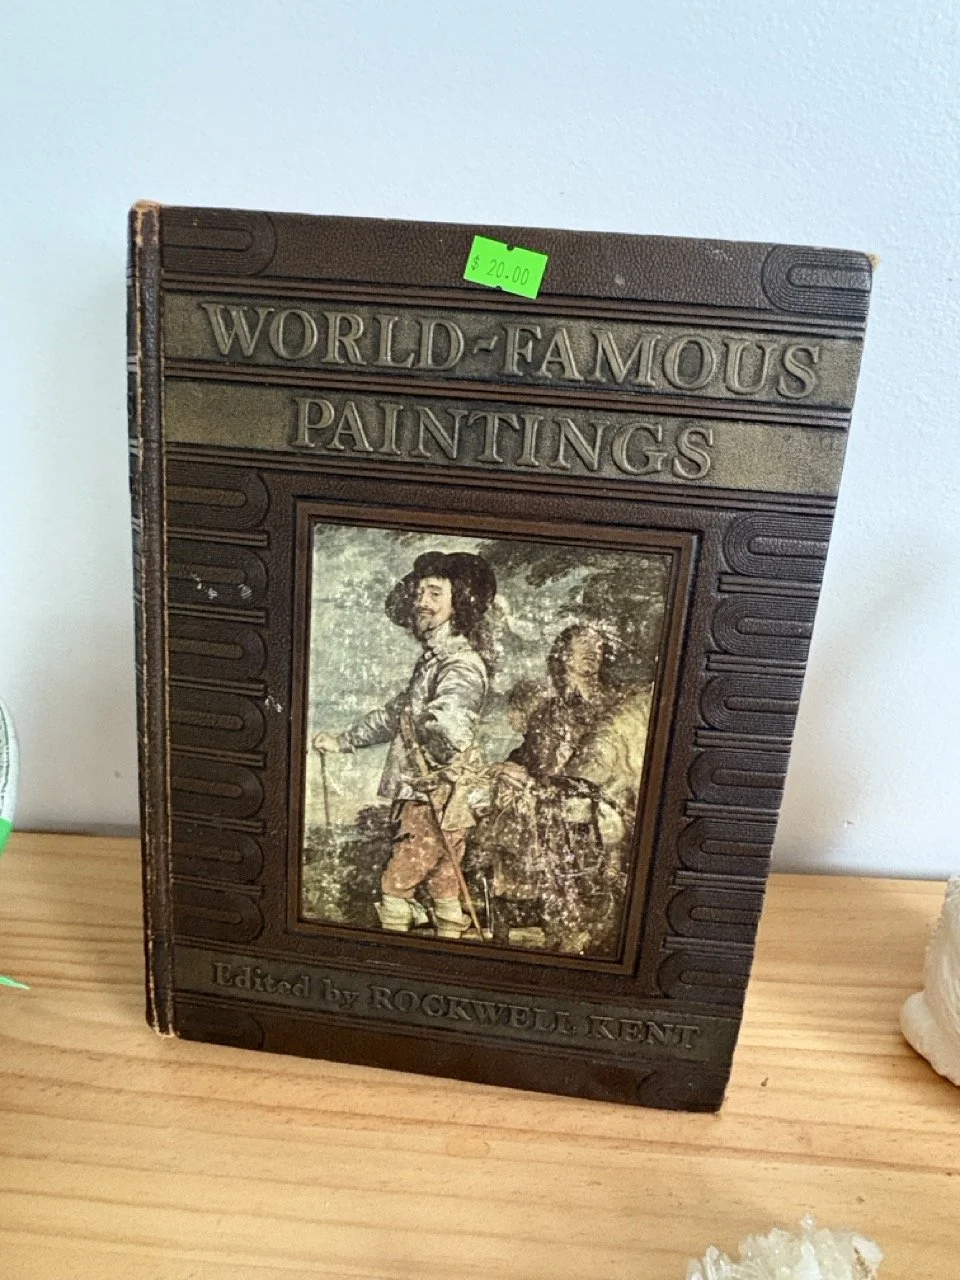 $ 20.00
WORLD-FAMOUS
PAINTINGS
Edited by ROCKWELL KENT